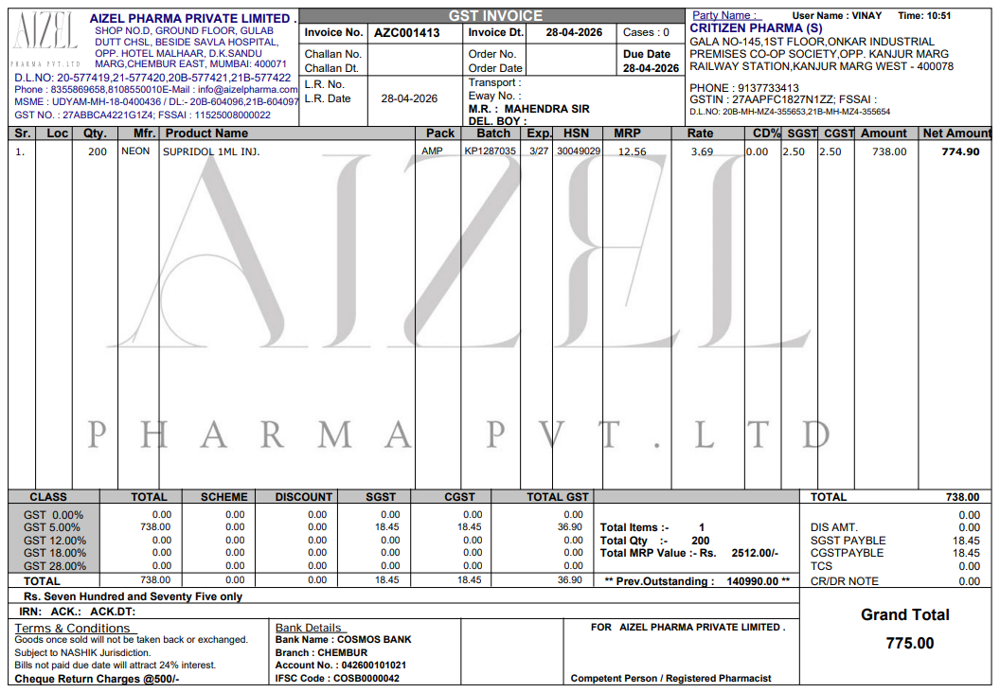 AIZEL
PHARMA PVT.LTD
AIZEL PHARMA PRIVATE LIMITED .
SHOP NO.D, GROUND FLOOR, GULAB
DUTT CHSL, BESIDE SAVLA HOSPITAL,
OPP. HOTEL MALHAAR, D.K.SANDU
MARG,CHEMBUR EAST, MUMBAI: 400071
D.L.NO: 20-577419,21-577420,20B-577421,21B-577422
Phone : 8355869658,8108550010E-Mail : info@aizelpharma.com
MSME : UDYAM-MH-18-0400436 / DL:- 20B-604096,21B-604097
GST NO. : 27ABBCA4221G1Z4; FSSAI : 11525008000022
GST INVOICE
Invoice No. AZC001413 Invoice Dt. 28-04-2026 Cases : 0
Challan No. Order No. Due Date
Challan Dt. Order Date 28-04-2026
L.R. No. Transport :
L.R. Date 28-04-2026 Eway No. :
M.R. : MAHENDRA SIR
DEL. BOY :
Party Name : User Name : VINAY Time: 10:51
CRITIZEN PHARMA (S)
GALA NO-145,1ST FLOOR,ONKAR INDUSTRIAL
PREMISES CO-OP SOCIETY,OPP. KANJUR MARG
RAILWAY STATION,KANJUR MARG WEST - 400078
PHONE : 9137733413
GSTIN : 27AAPFC1827N1ZZ; FSSAI :
D.L.NO: 20B-MH-MZ4-355653,21B-MH-MZ4-355654
Sr. Loc Qty. Mfr. Product Name Pack Batch Exp. HSN MRP Rate CD% SGST CGST Amount Net Amount
1. 200 NEON SUPRIDOL 1ML INJ. AMP KP1287035 3/27 30049029 12.56 3.69 0.00 2.50 2.50 738.00 774.90
AIZEL
PHARMA PVT.LTD
CLASS TOTAL SCHEME DISCOUNT SGST CGST TOTAL GST TOTAL 738.00
GST 0.00% 0.00 0.00 0.00 0.00 0.00 0.00 0.00
GST 5.00% 738.00 0.00 0.00 18.45 18.45 36.90 Total Items :- 1 DIS AMT. 0.00
GST 12.00% 0.00 0.00 0.00 0.00 0.00 0.00 Total Qty :- 200 SGST PAYBLE 18.45
GST 18.00% 0.00 0.00 0.00 0.00 0.00 0.00 Total MRP Value :- Rs. 2512.00/- CGSTPAYBLE 18.45
GST 28.00% 0.00 0.00 0.00 0.00 0.00 0.00 TCS 0.00
TOTAL 738.00 0.00 0.00 18.45 18.45 36.90 ** Prev.Outstanding : 140990.00 ** CR/DR NOTE 0.00
Rs. Seven Hundred and Seventy Five only
IRN: ACK.: ACK.DT:
Grand Total
775.00
Terms & Conditions
Goods once sold will not be taken back or exchanged.
Subject to NASHIK Jurisdiction.
Bills not paid due date will attract 24% interest.
Cheque Return Charges @500/-
Bank Details
Bank Name : COSMOS BANK
Branch : CHEMBUR
Account No. : 042600101021
IFSC Code : COSB0000042
FOR AIZEL PHARMA PRIVATE LIMITED .
Competent Person / Registered Pharmacist